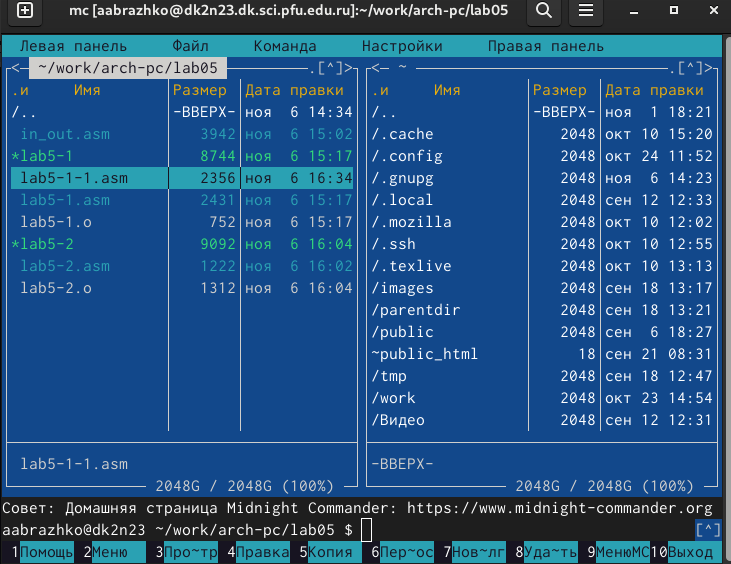 mc [aabrazhko@dk2n23.dk.sci.pfu.edu.ru]:~/work/arch-pc/lab05
Левая панель Файл Команда Настройки Правая панель
<─ ~/work/arch-pc/lab05 .[^]> <─ ~ .[^]>
.и Имя Размер Дата правки .и Имя Размер Дата правки
/.. -ВВЕРХ- ноя 6 14:34 /.. -ВВЕРХ- ноя 1 18:21
in_out.asm 3942 ноя 6 15:02 /.cache 2048 окт 10 15:20
*lab5-1 8744 ноя 6 15:17 /.config 2048 окт 24 11:52
lab5-1-1.asm 2356 ноя 6 16:34 /.gnupg 2048 ноя 6 14:23
lab5-1.asm 2431 ноя 6 15:17 /.local 2048 сен 12 12:33
lab5-1.o 752 ноя 6 15:17 /.mozilla 2048 окт 10 12:02
*lab5-2 9092 ноя 6 16:04 /.ssh 2048 окт 10 12:55
lab5-2.asm 1222 ноя 6 16:02 /.texlive 2048 окт 10 13:13
lab5-2.o 1312 ноя 6 16:04 /images 2048 сен 18 13:17
/parentdir 2048 сен 18 13:21
/public 2048 сен 6 18:27
~public_html 18 сен 21 08:31
/tmp 2048 сен 18 12:47
/work 2048 окт 23 14:54
/Видео 2048 сен 12 12:31
lab5-1-1.asm -ВВЕРХ-
2048G / 2048G (100%) 2048G / 2048G (100%)
Совет: Домашняя страница Midnight Commander: https://www.midnight-commander.org
aabrazhko@dk2n23 ~/work/arch-pc/lab05 $ [^]
1Помощь 2Меню 3Про~тр 4Правка 5Копия 6Пер~ос 7Нов~лг 8Уда~ть 9МенюMC 10Выход